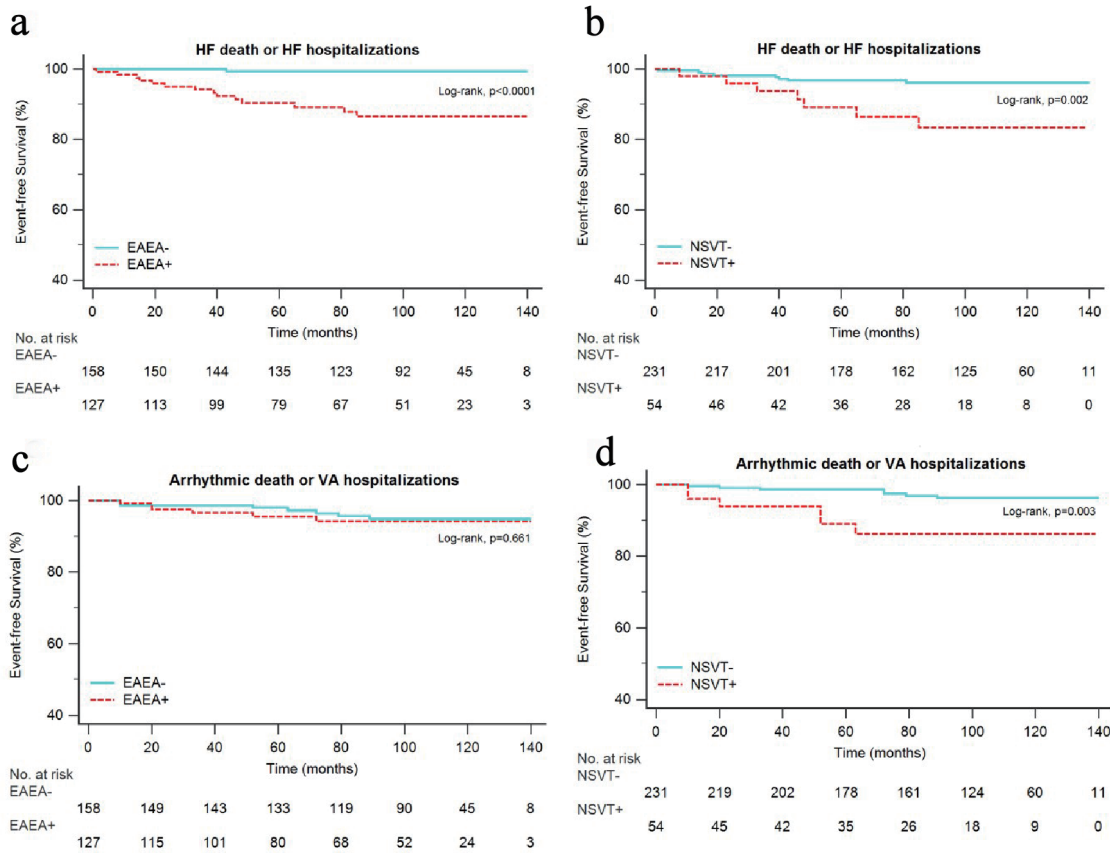 a
HF death or HF hospitalizations
100
80
60
40
Event-free Survival (%)
Log-rank, p<0.0001
EAEA-
EAEA+
0 20 40 60 80 100 120 140
Time (months)
No. at risk
EAEA-
158 150 144 135 123 92 45 8
EAEA+
127 113 99 79 67 51 23 3
b
HF death or HF hospitalizations
100
80
60
40
Event-free Survival (%)
Log-rank, p=0.002
NSVT-
NSVT+
0 20 40 60 80 100 120 140
Time (months)
No. at risk
NSVT-
231 217 201 178 162 125 60 11
NSVT+
54 46 42 36 28 18 8 0
c
Arrhythmic death or VA hospitalizations
100
80
60
40
Event-free Survival (%)
Log-rank, p=0.661
EAEA-
EAEA+
0 20 40 60 80 100 120 140
Time (months)
No. at risk
EAEA-
158 149 143 133 119 90 45 8
EAEA+
127 115 101 80 68 52 24 3
d
Arrhythmic death or VA hospitalizations
100
80
60
40
Event-free Survival (%)
Log-rank, p=0.003
NSVT-
NSVT+
0 20 40 60 80 100 120 140
Time (months)
No. at risk
NSVT-
231 219 202 178 161 124 60 11
NSVT+
54 45 42 35 26 18 9 0